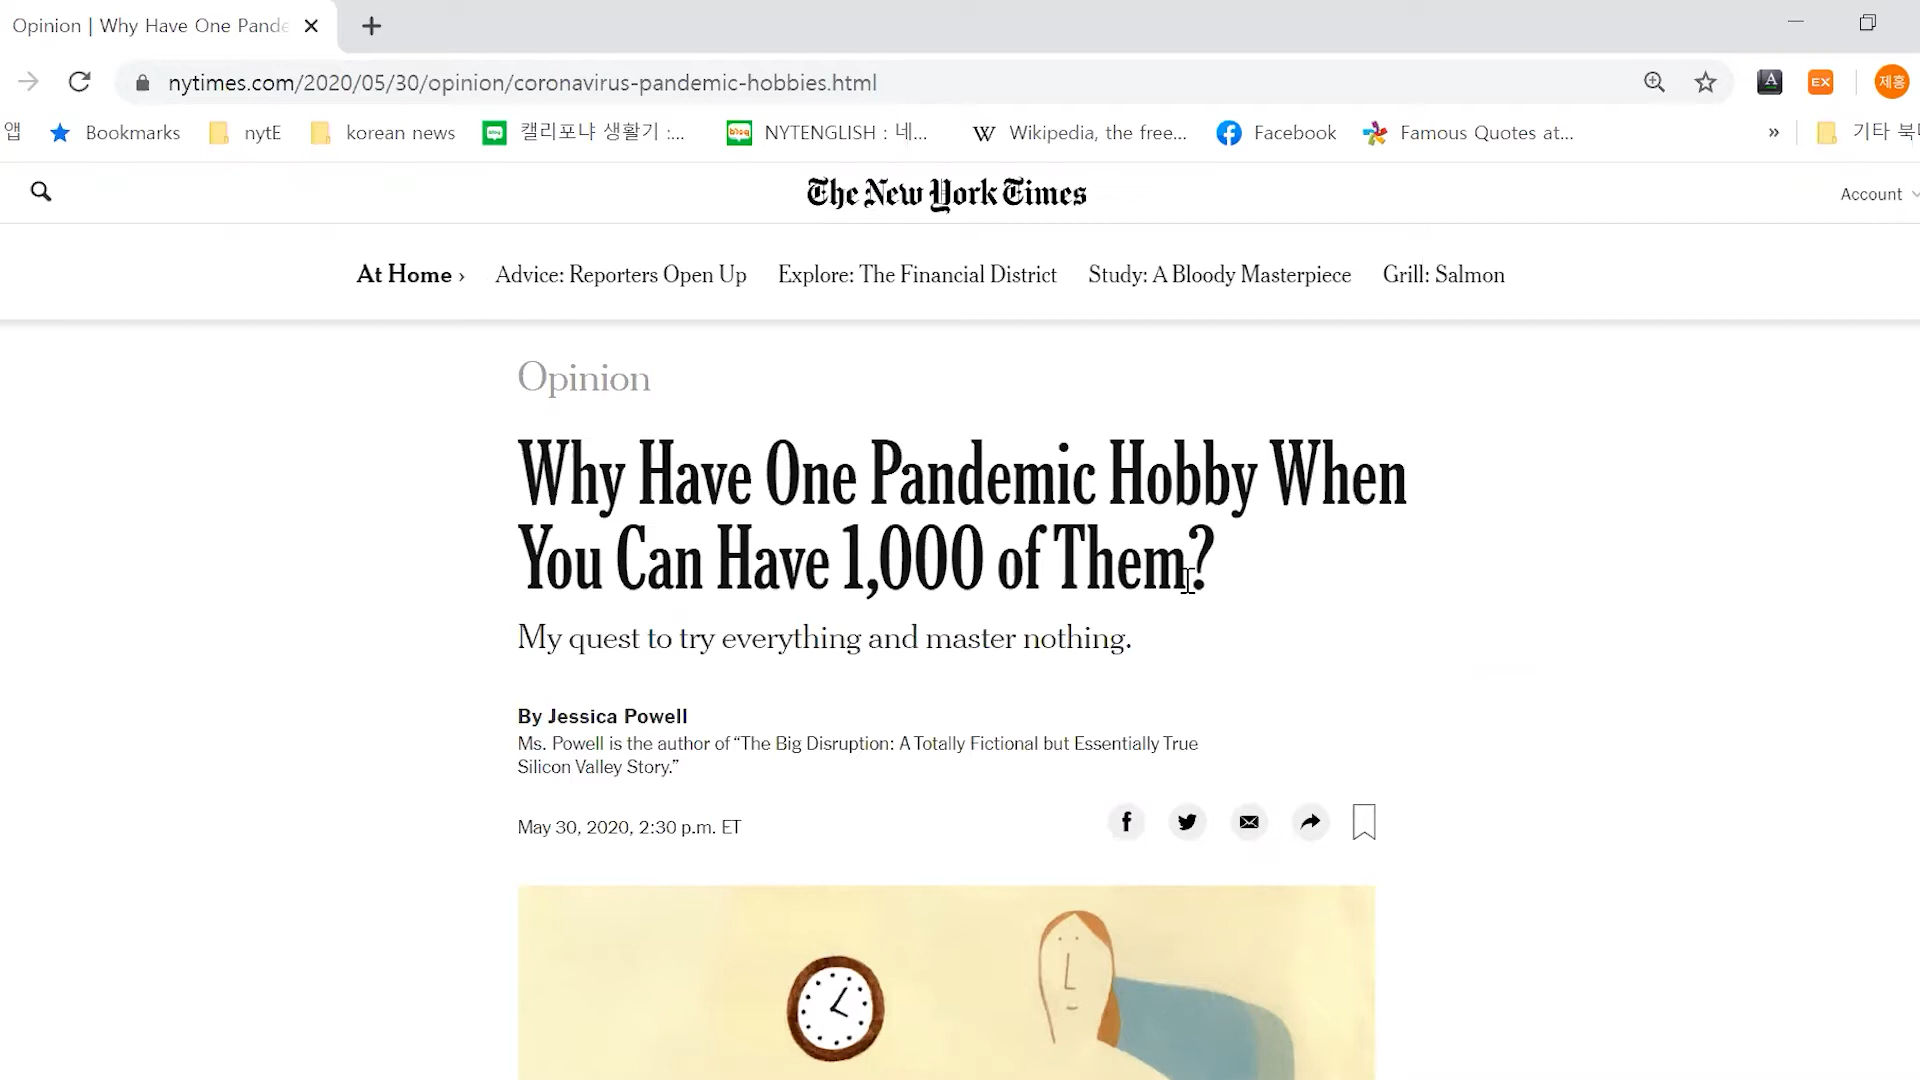 Opinion | Why Have One Pande
nytimes.com/2020/05/30/opinion/coronavirus-pandemic-hobbies.html
A
EX
제홍
앱
Bookmarks
nytE
korean news
blog
캘리포냐 생활기 :...
blog
NYTENGLISH : 네...
W
Wikipedia, the free...
Facebook
Famous Quotes at...
»
기타 북
The New York Times
Account
At Home ›
Advice: Reporters Open Up
Explore: The Financial District
Study: A Bloody Masterpiece
Grill: Salmon
Opinion
Why Have One Pandemic Hobby When
You Can Have 1,000 of Them?
My quest to try everything and master nothing.
By Jessica Powell
Ms. Powell is the author of “The Big Disruption: A Totally Fictional but Essentially True
Silicon Valley Story.”
May 30, 2020, 2:30 p.m. ET